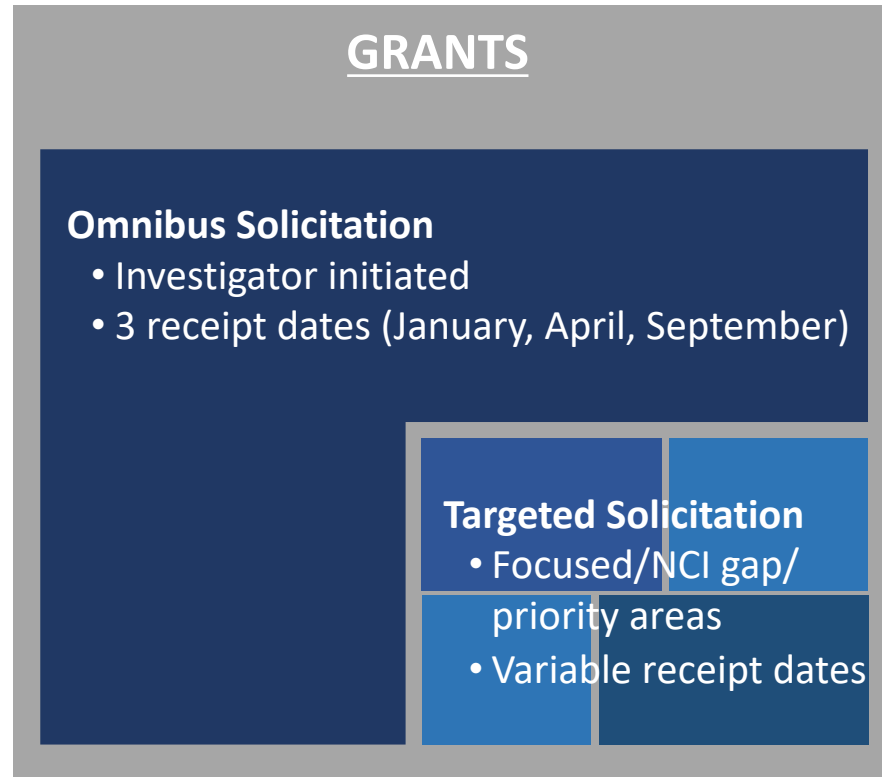 GRANTS
Omnibus Solicitation
• Investigator initiated
• 3 receipt dates (January, April, September)
Targeted Solicitation
• Focused/NCI gap/
priority areas
• Variable receipt dates